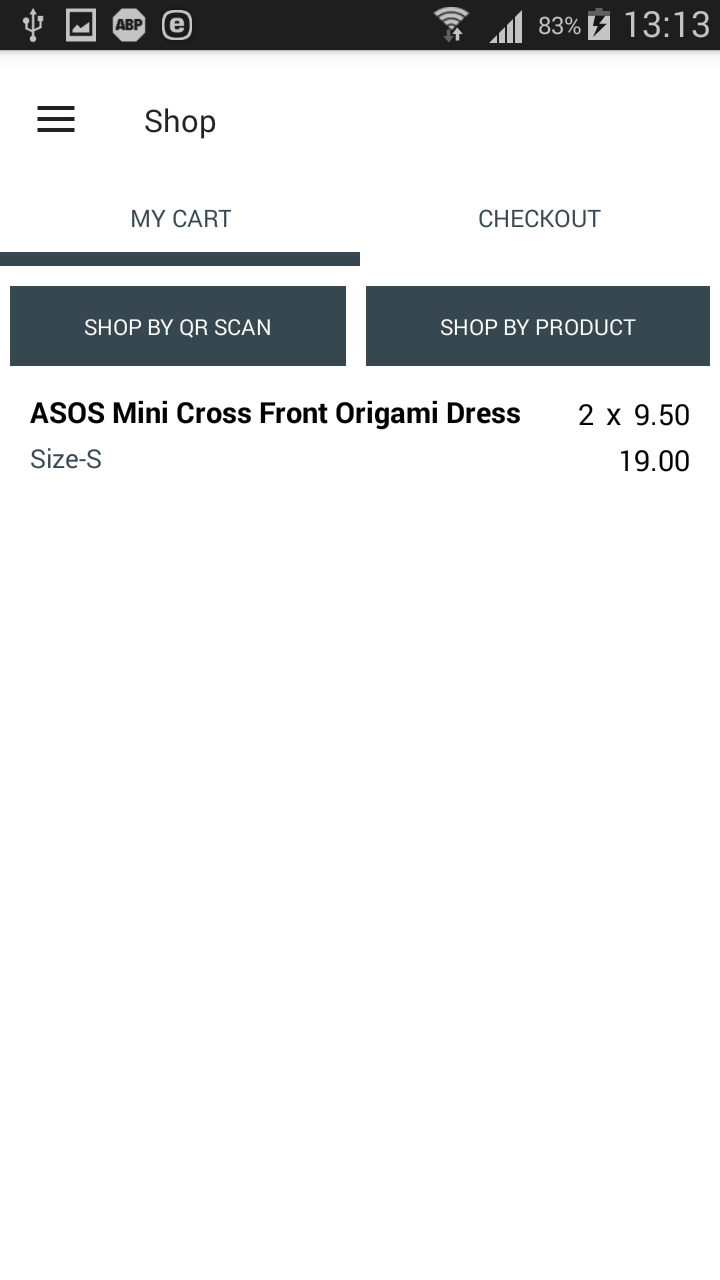 ABP e 83% 13:13
Shop
MY CART CHECKOUT
SHOP BY QR SCAN SHOP BY PRODUCT
ASOS Mini Cross Front Origami Dress 2 x 9.50
Size-S 19.00